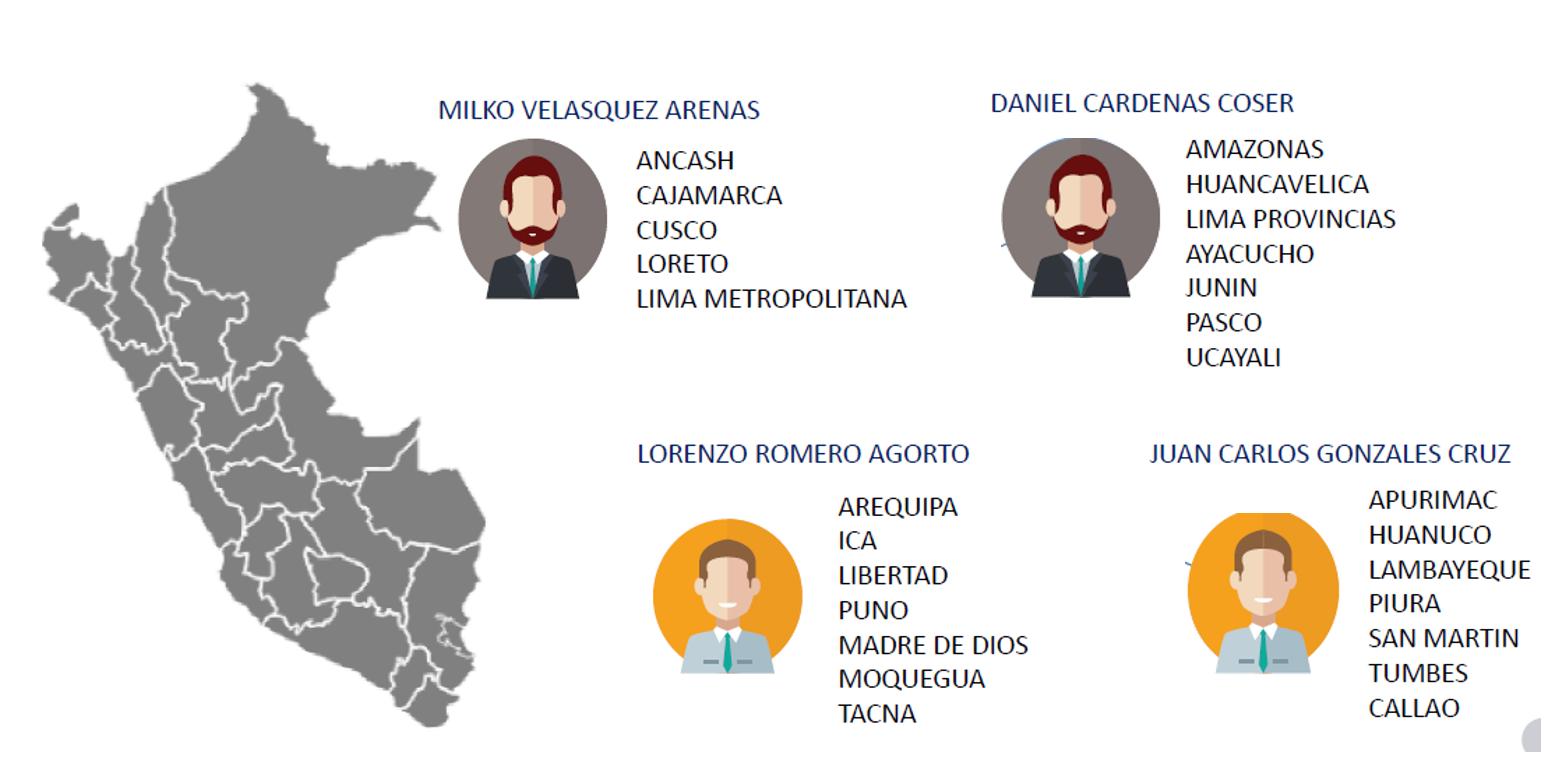 MILKO VELASQUEZ ARENAS
ANCASH
CAJAMARCA
CUSCO
LORETO
LIMA METROPOLITANA
DANIEL CARDENAS COSER
AMAZONAS
HUANCAVELICA
LIMA PROVINCIAS
AYACUCHO
JUNIN
PASCO
UCAYALI
LORENZO ROMERO AGORTO
AREQUIPA
ICA
LIBERTAD
PUNO
MADRE DE DIOS
MOQUEGUA
TACNA
JUAN CARLOS GONZALES CRUZ
APURIMAC
HUANUCO
LAMBAYEQUE
PIURA
SAN MARTIN
TUMBES
CALLAO